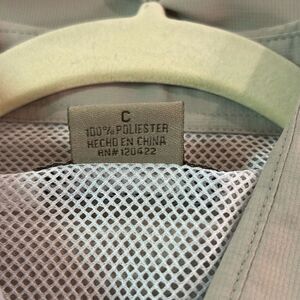 C
100% POLIESTER
HECHO EN CHINA
RN# 120422